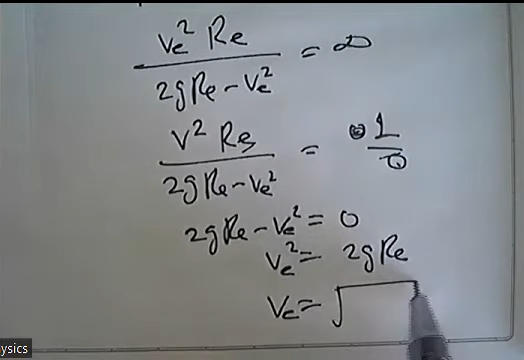 Ve² Re / 2gRe - Ve² = ∞
V² Re / 2gRe - Ve² = 1/0
2gRe - Ve² = 0
Ve² = 2gRe
Ve = √
ysics